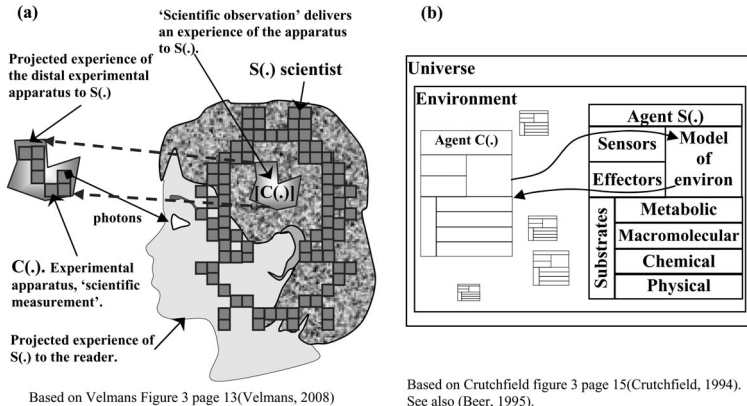 (a)
‘Scientific observation’ delivers
an experience of the apparatus
to S(.).
Projected experience of
the distal experimental
apparatus to S(.)
S(.) scientist
[C(.)]
photons
C(.). Experimental
apparatus, ‘scientific
measurement’.
Projected experience of
S(.) to the reader.
Based on Velmans Figure 3 page 13(Velmans, 2008)
(b)
Universe
Environment
Agent C(.)
Agent S(.)
Sensors
Effectors
Model
of
environ
Substrates
Metabolic
Macromolecular
Chemical
Physical
Based on Crutchfield figure 3 page 15(Crutchfield, 1994).
See also (Beer, 1995).